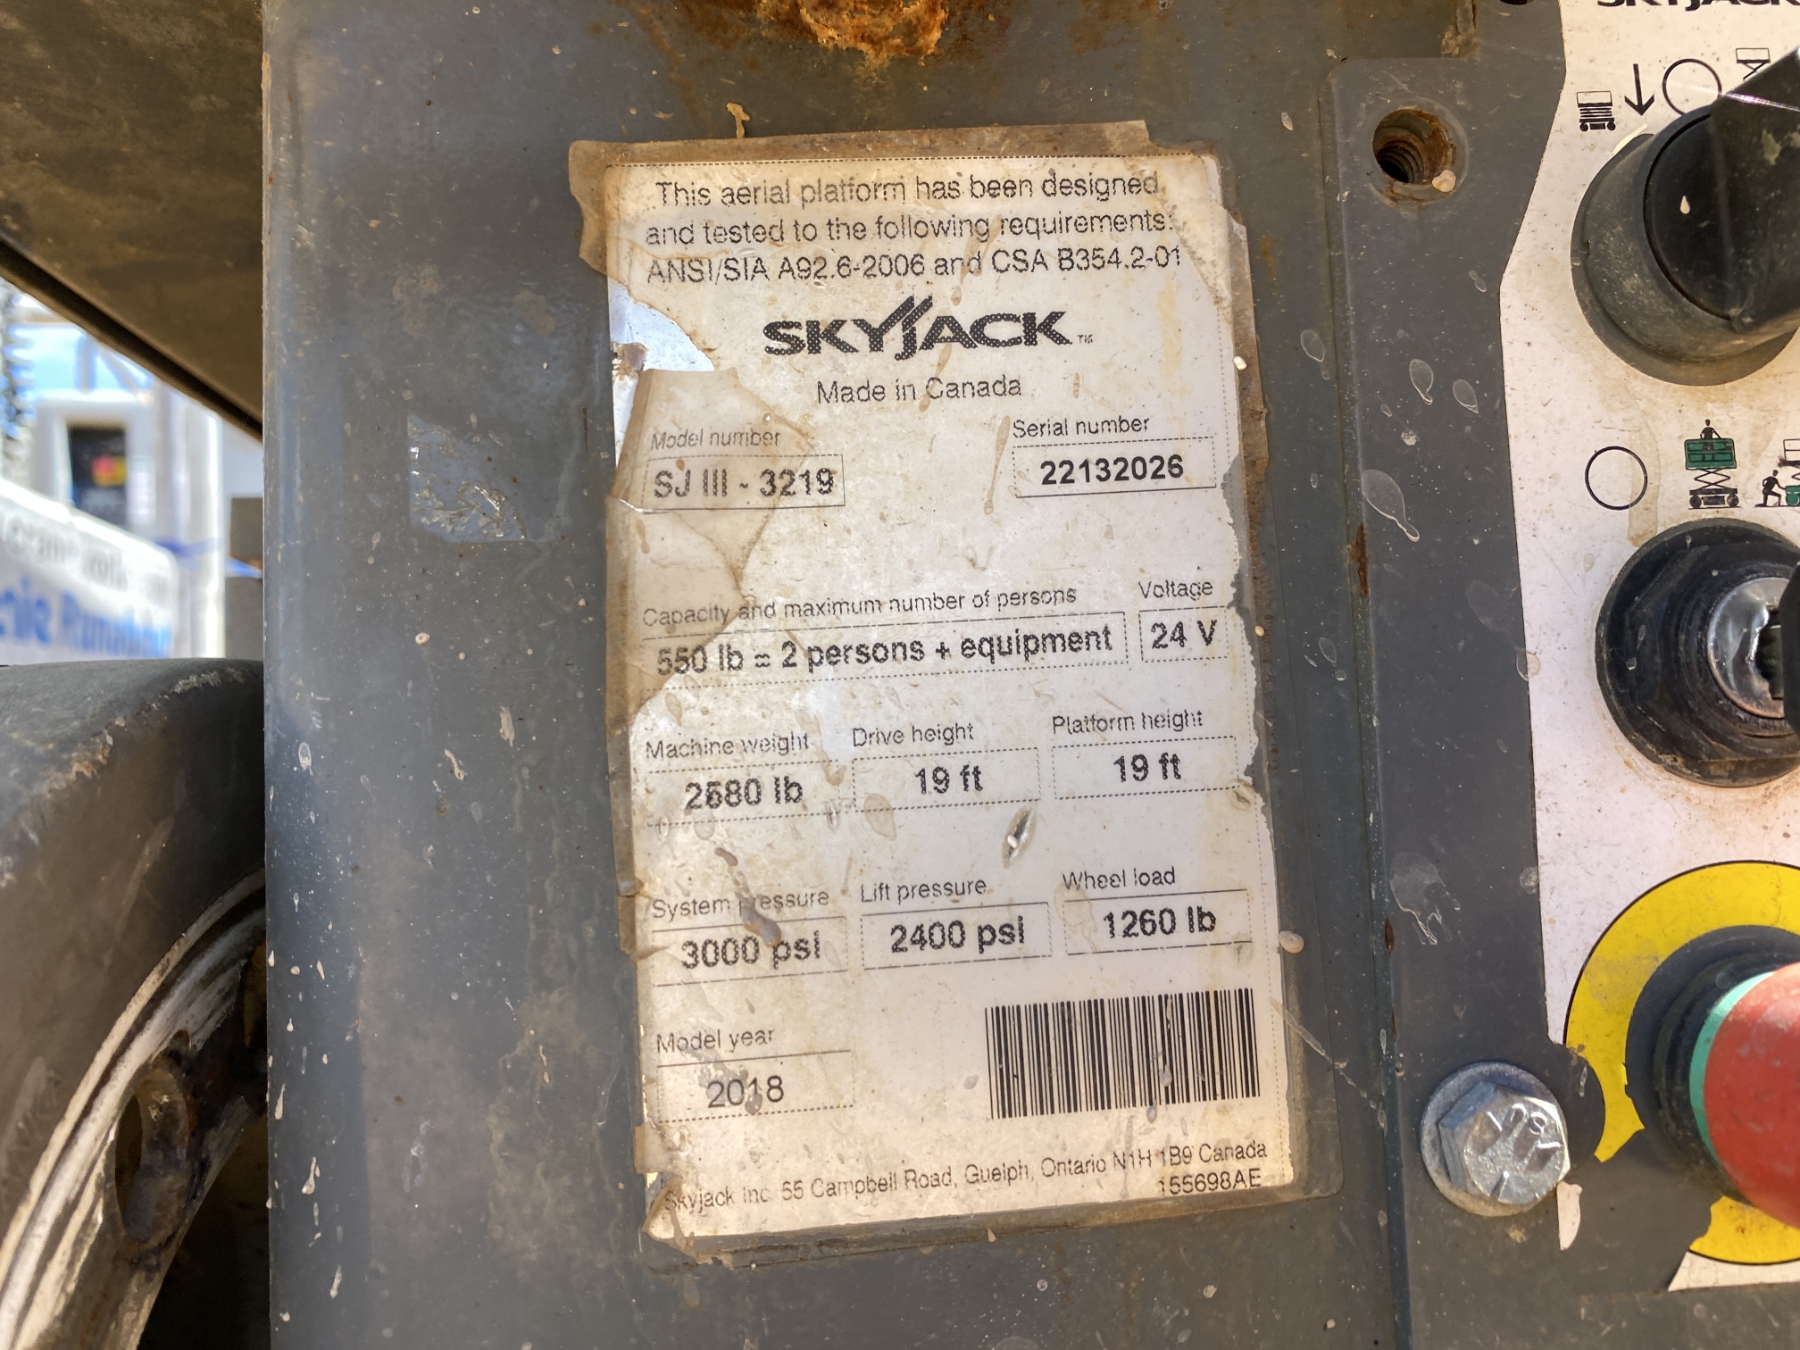 SKYJACK
This aerial platform has been designed
and tested to the following requirements:
ANSI/SIA A92.6-2006 and CSA B354.2-01
SKYJACK™
Made in Canada
Model number
Serial number
SJ III - 3219
22132026
Capacity and maximum number of persons
Voltage
550 lb = 2 persons + equipment
24 V
Machine weight
Drive height
Platform height
lb
19 ft
19 ft
System pressure
Lift pressure
Wheel load
3000 psi
2400 psi
1260 lb
Model year
2018
Skyjack Inc. 55 Campbell Road, Guelph, Ontario N1H 1B9 Canada
155698AE